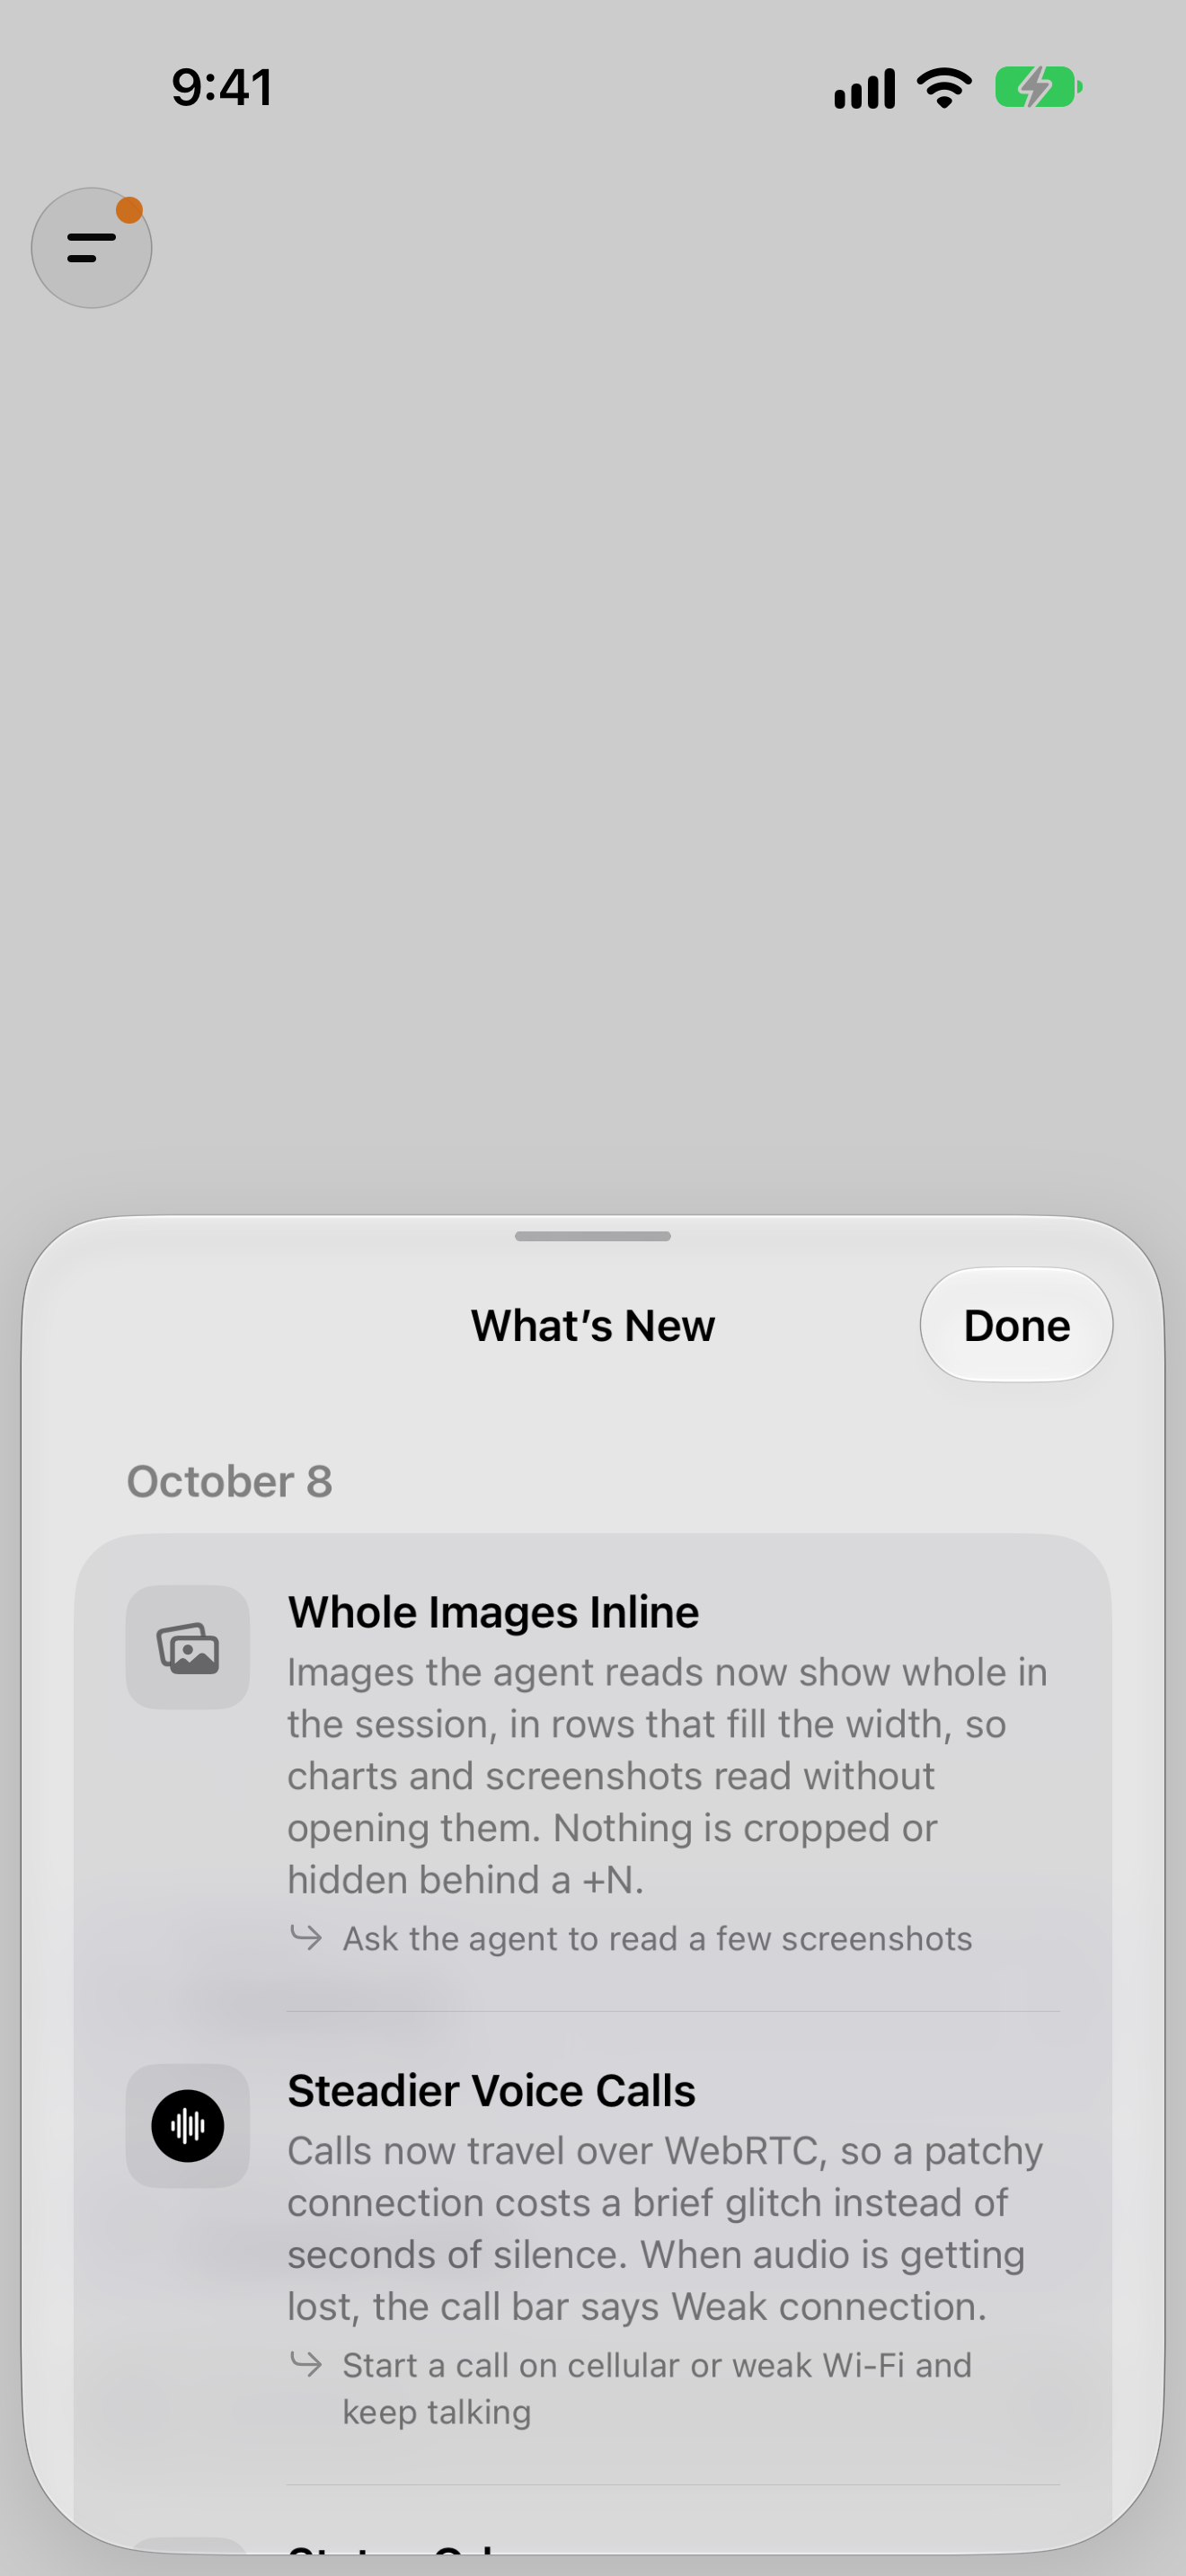 9:41
What’s New
Done
October 8
Whole Images Inline
Images the agent reads now show whole in
the session, in rows that fill the width, so
charts and screenshots read without
opening them. Nothing is cropped or
hidden behind a +N.
Ask the agent to read a few screenshots
Steadier Voice Calls
Calls now travel over WebRTC, so a patchy
connection costs a brief glitch instead of
seconds of silence. When audio is getting
lost, the call bar says Weak connection.
Start a call on cellular or weak Wi-Fi and
keep talking